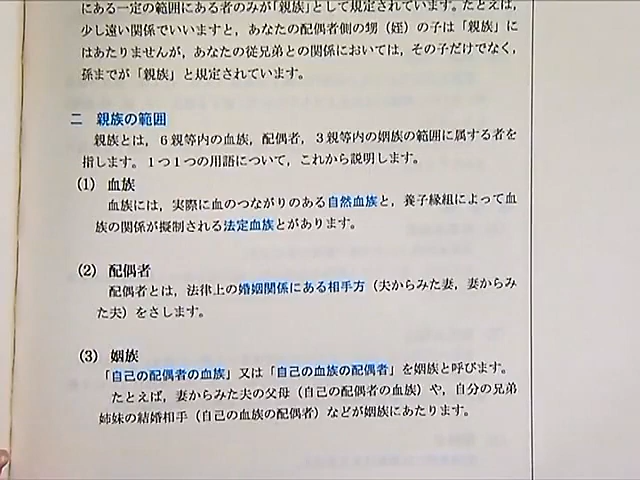 にある一定の範囲にある者のみが「親族」として規定されています。たとえば,
少し遠い関係でいいますと,あなたの配偶者側の甥(姪)の子は「親族」に
はあたりませんが,あなたの従兄弟との関係においては,その子だけでなく,
孫までが「親族」と規定されています。
二 親族の範囲
親族とは,6親等内の血族,配偶者,3親等内の姻族の範囲に属する者を
指します。1つ1つの用語について,これから説明します。
(1) 血族
血族には,実際に血のつながりのある自然血族と,養子縁組によって血
族の関係が擬制される法定血族とがあります。
(2) 配偶者
配偶者とは,法律上の婚姻関係にある相手方(夫からみた妻,妻からみ
た夫)をさします。
(3) 姻族
「自己の配偶者の血族」又は「自己の血族の配偶者」を姻族と呼びます。
たとえば,妻からみた夫の父母(自己の配偶者の血族)や,自分の兄弟
姉妹の結婚相手(自己の血族の配偶者)などが姻族にあたります。